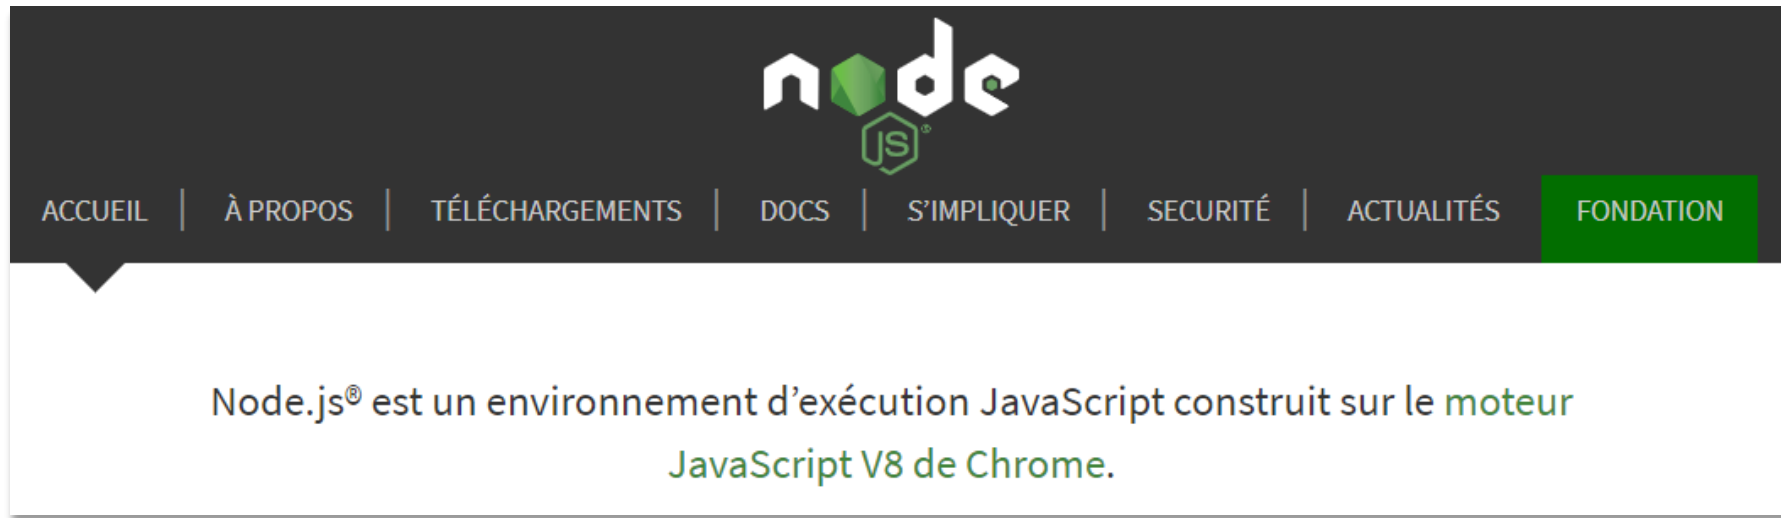 node
JS®
ACCUEIL | À PROPOS | TÉLÉCHARGEMENTS | DOCS | S’IMPLIQUER | SECURITÉ | ACTUALITÉS FONDATION
Node.js® est un environnement d’exécution JavaScript construit sur le moteur
JavaScript V8 de Chrome.